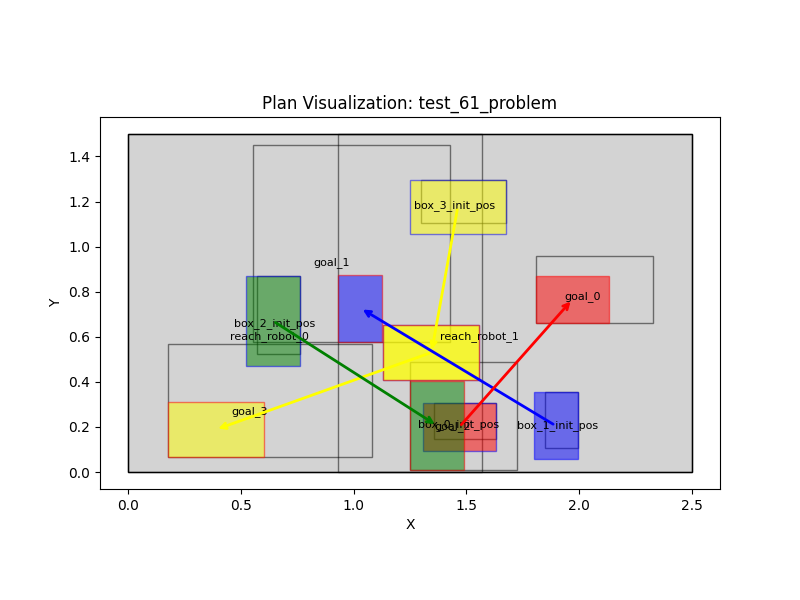 Plan Visualization: test_61_problem
1.4
1.2
1.0
0.8
0.6
0.4
0.2
0.0
Y
box_3_init_pos
goal_1
goal_0
box_2_init_pos
reach_robot_0
reach_robot_1
goal_3
box_0_init_pos
box_1_init_pos
0.0 0.5 1.0 1.5 2.0 2.5
X